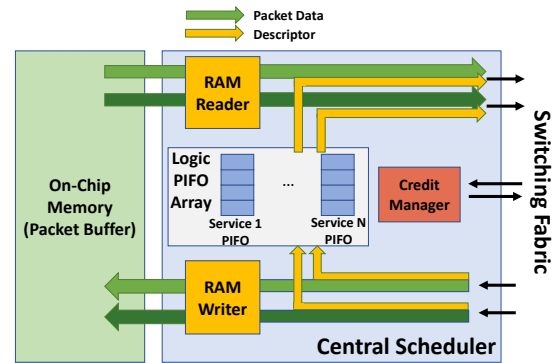 Packet Data
Descriptor
On-Chip
Memory
(Packet Buffer)
RAM
Reader
Logic
PIFO
Array
...
Service 1
PIFO
Service N
PIFO
Credit
Manager
RAM
Writer
Central Scheduler
Switching Fabric